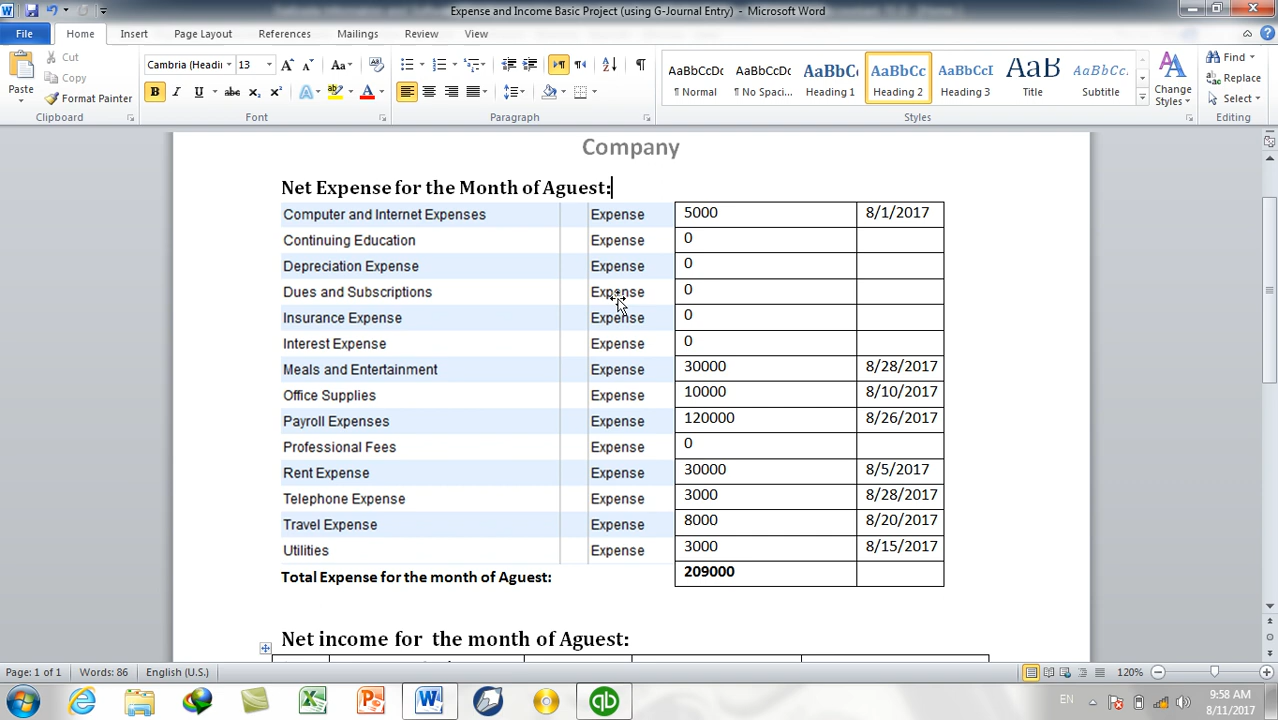 Expense and Income Basic Project (using G-Journal Entry) - Microsoft Word
File Home Insert Page Layout References Mailings Review View
Paste
Cut
Copy
Format Painter
Clipboard
Cambria (Headi 13
Font
Paragraph
AaBbCcDc AaBbCcDc AaBbCc AaBbCc AaBbCcI AaB AaBbCc.
¶ Normal ¶ No Spaci... Heading 1 Heading 2 Heading 3 Title Subtitle
Change Styles
Styles
Find
Replace
Select
Editing
Company
Net Expense for the Month of Aguest:
Computer and Internet Expenses Expense 5000 8/1/2017
Continuing Education Expense 0
Depreciation Expense Expense 0
Dues and Subscriptions Expense 0
Insurance Expense Expense 0
Interest Expense Expense 0
Meals and Entertainment Expense 30000 8/28/2017
Office Supplies Expense 10000 8/10/2017
Payroll Expenses Expense 120000 8/26/2017
Professional Fees Expense 0
Rent Expense Expense 30000 8/5/2017
Telephone Expense Expense 3000 8/28/2017
Travel Expense Expense 8000 8/20/2017
Utilities Expense 3000 8/15/2017
Total Expense for the month of Aguest: 209000
Net income for the month of Aguest:
Page: 1 of 1 Words: 86 English (U.S.) 120%
EN 9:58 AM
8/11/2017